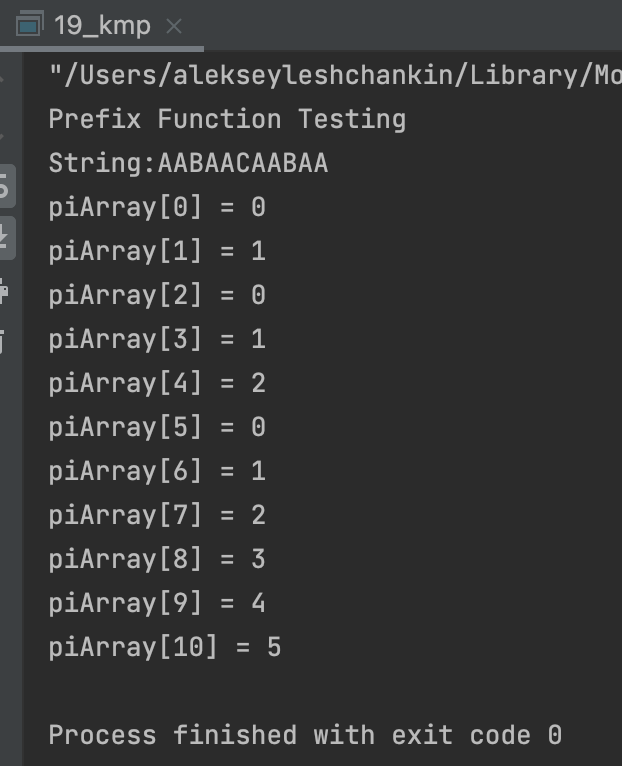 19_kmp
"/Users/alekseyleshchankin/Library/Mo
Prefix Function Testing
String:AABAACAABAA
piArray[0] = 0
piArray[1] = 1
piArray[2] = 0
piArray[3] = 1
piArray[4] = 2
piArray[5] = 0
piArray[6] = 1
piArray[7] = 2
piArray[8] = 3
piArray[9] = 4
piArray[10] = 5
Process finished with exit code 0